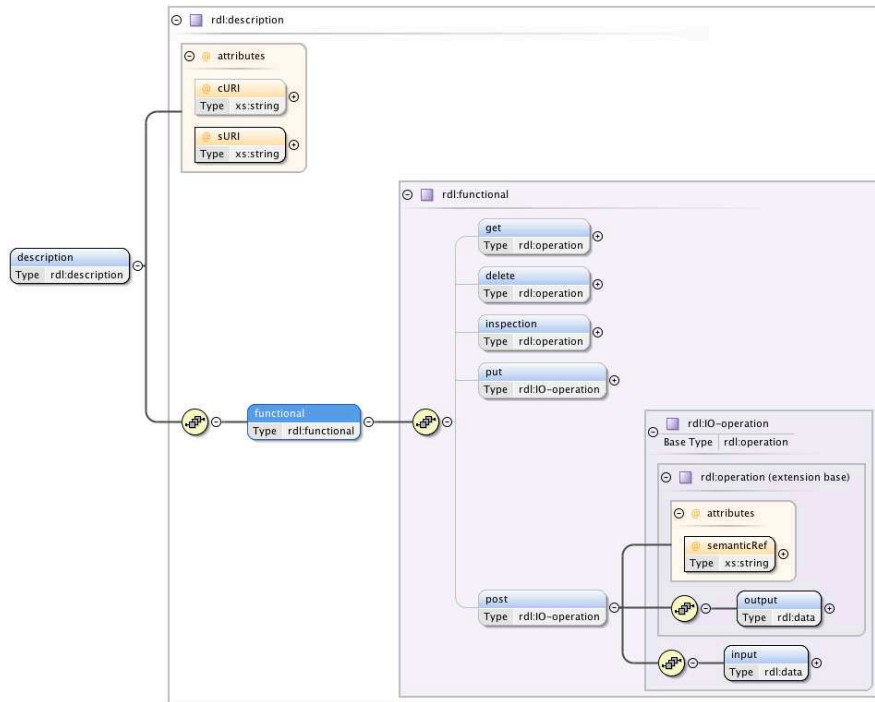 rdl:description
@ attributes
@ cURI
Type xs:string
@ sURI
Type xs:string
description
Type rdl:description
functional
Type rdl:functional
rdl:functional
get
Type rdl:operation
delete
Type rdl:operation
inspection
Type rdl:operation
put
Type rdl:IO-operation
post
Type rdl:IO-operation
rdl:IO-operation
Base Type rdl:operation
rdl:operation (extension base)
@ attributes
@ semanticRef
Type xs:string
output
Type rdl:data
input
Type rdl:data